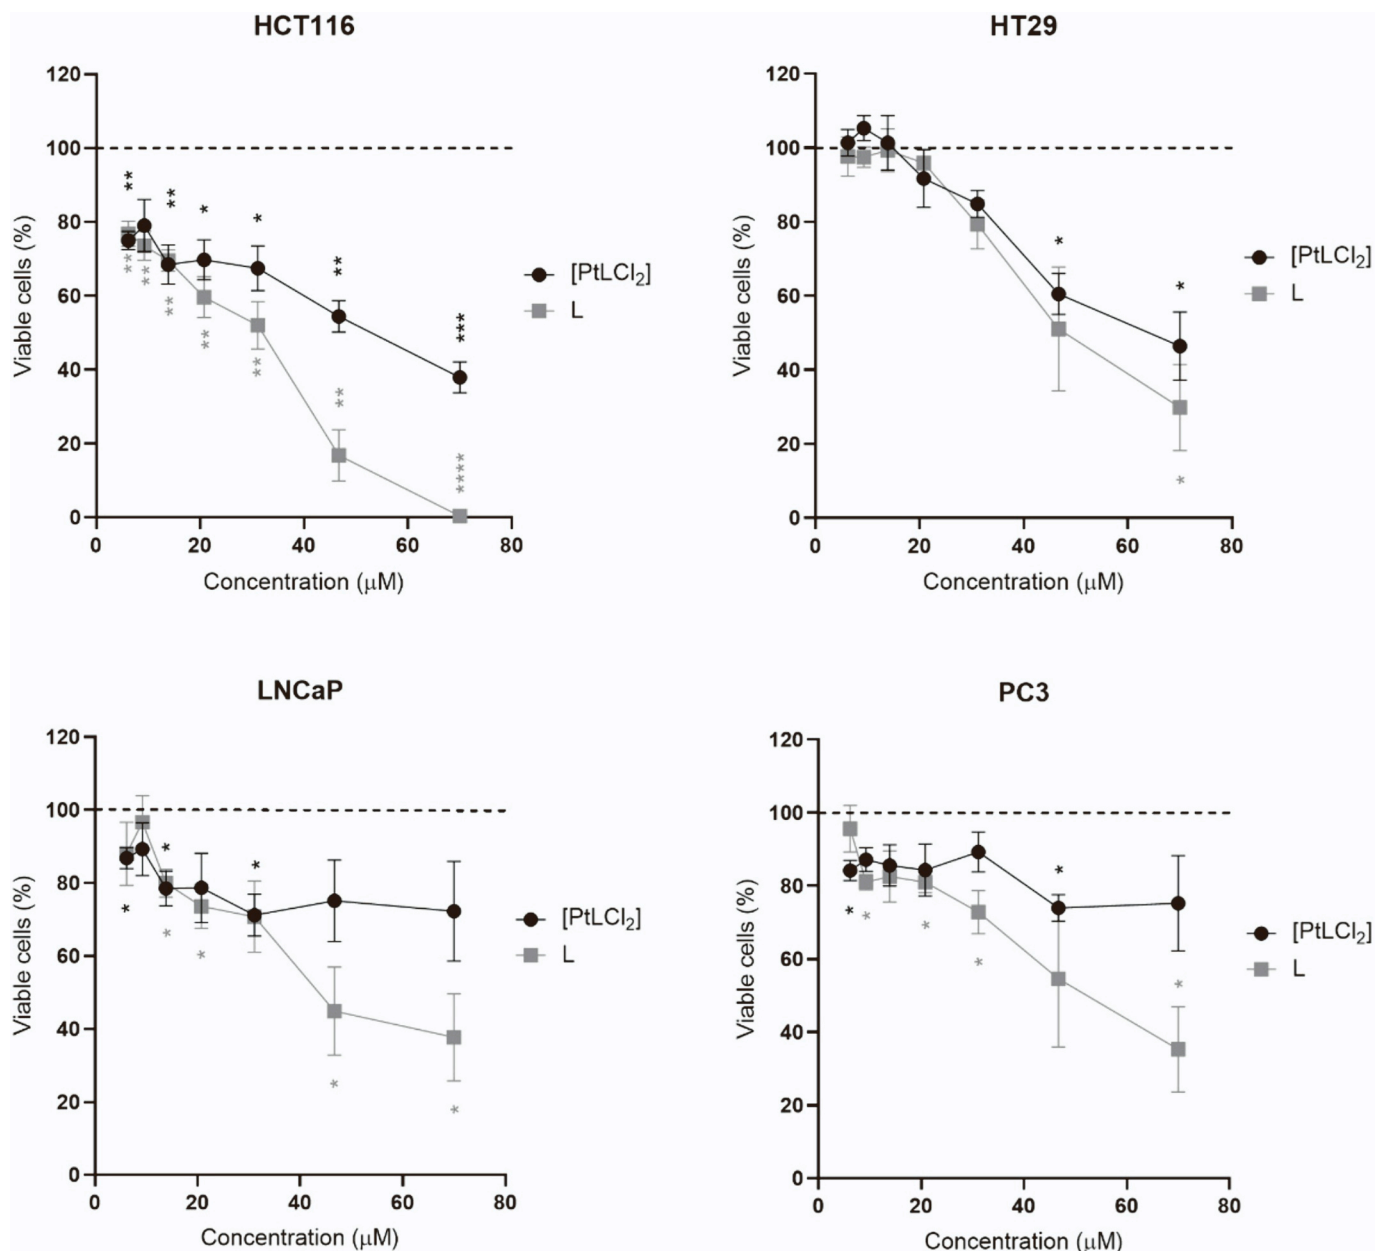 HCT116
120
100
80
60
40
20
0
Viable cells (%)
** ** * * ** ***
** ** ** ** ** ** ****
[PtLCl₂]
L
0 20 40 60 80
Concentration (μM)
HT29
120
100
80
60
40
20
0
Viable cells (%)
* *
*
[PtLCl₂]
L
0 20 40 60 80
Concentration (μM)
LNCaP
120
100
80
60
40
20
0
Viable cells (%)
* * *
* * * *
[PtLCl₂]
L
0 20 40 60 80
Concentration (μM)
PC3
120
100
80
60
40
20
0
Viable cells (%)
* *
* * * *
[PtLCl₂]
L
0 20 40 60 80
Concentration (μM)